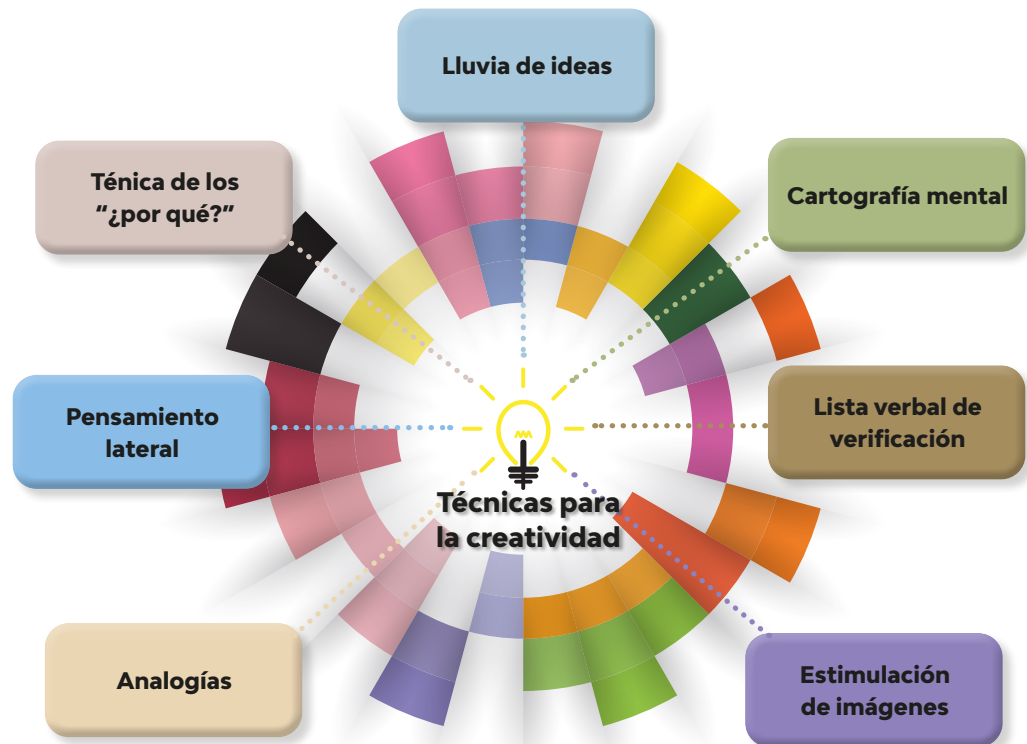 Lluvia de ideas
Ténica de los
“¿por qué?”
Cartografía mental
Pensamiento
lateral
Lista verbal de
verificación
Técnicas para
la creatividad
Analogías
Estimulación
de imágenes